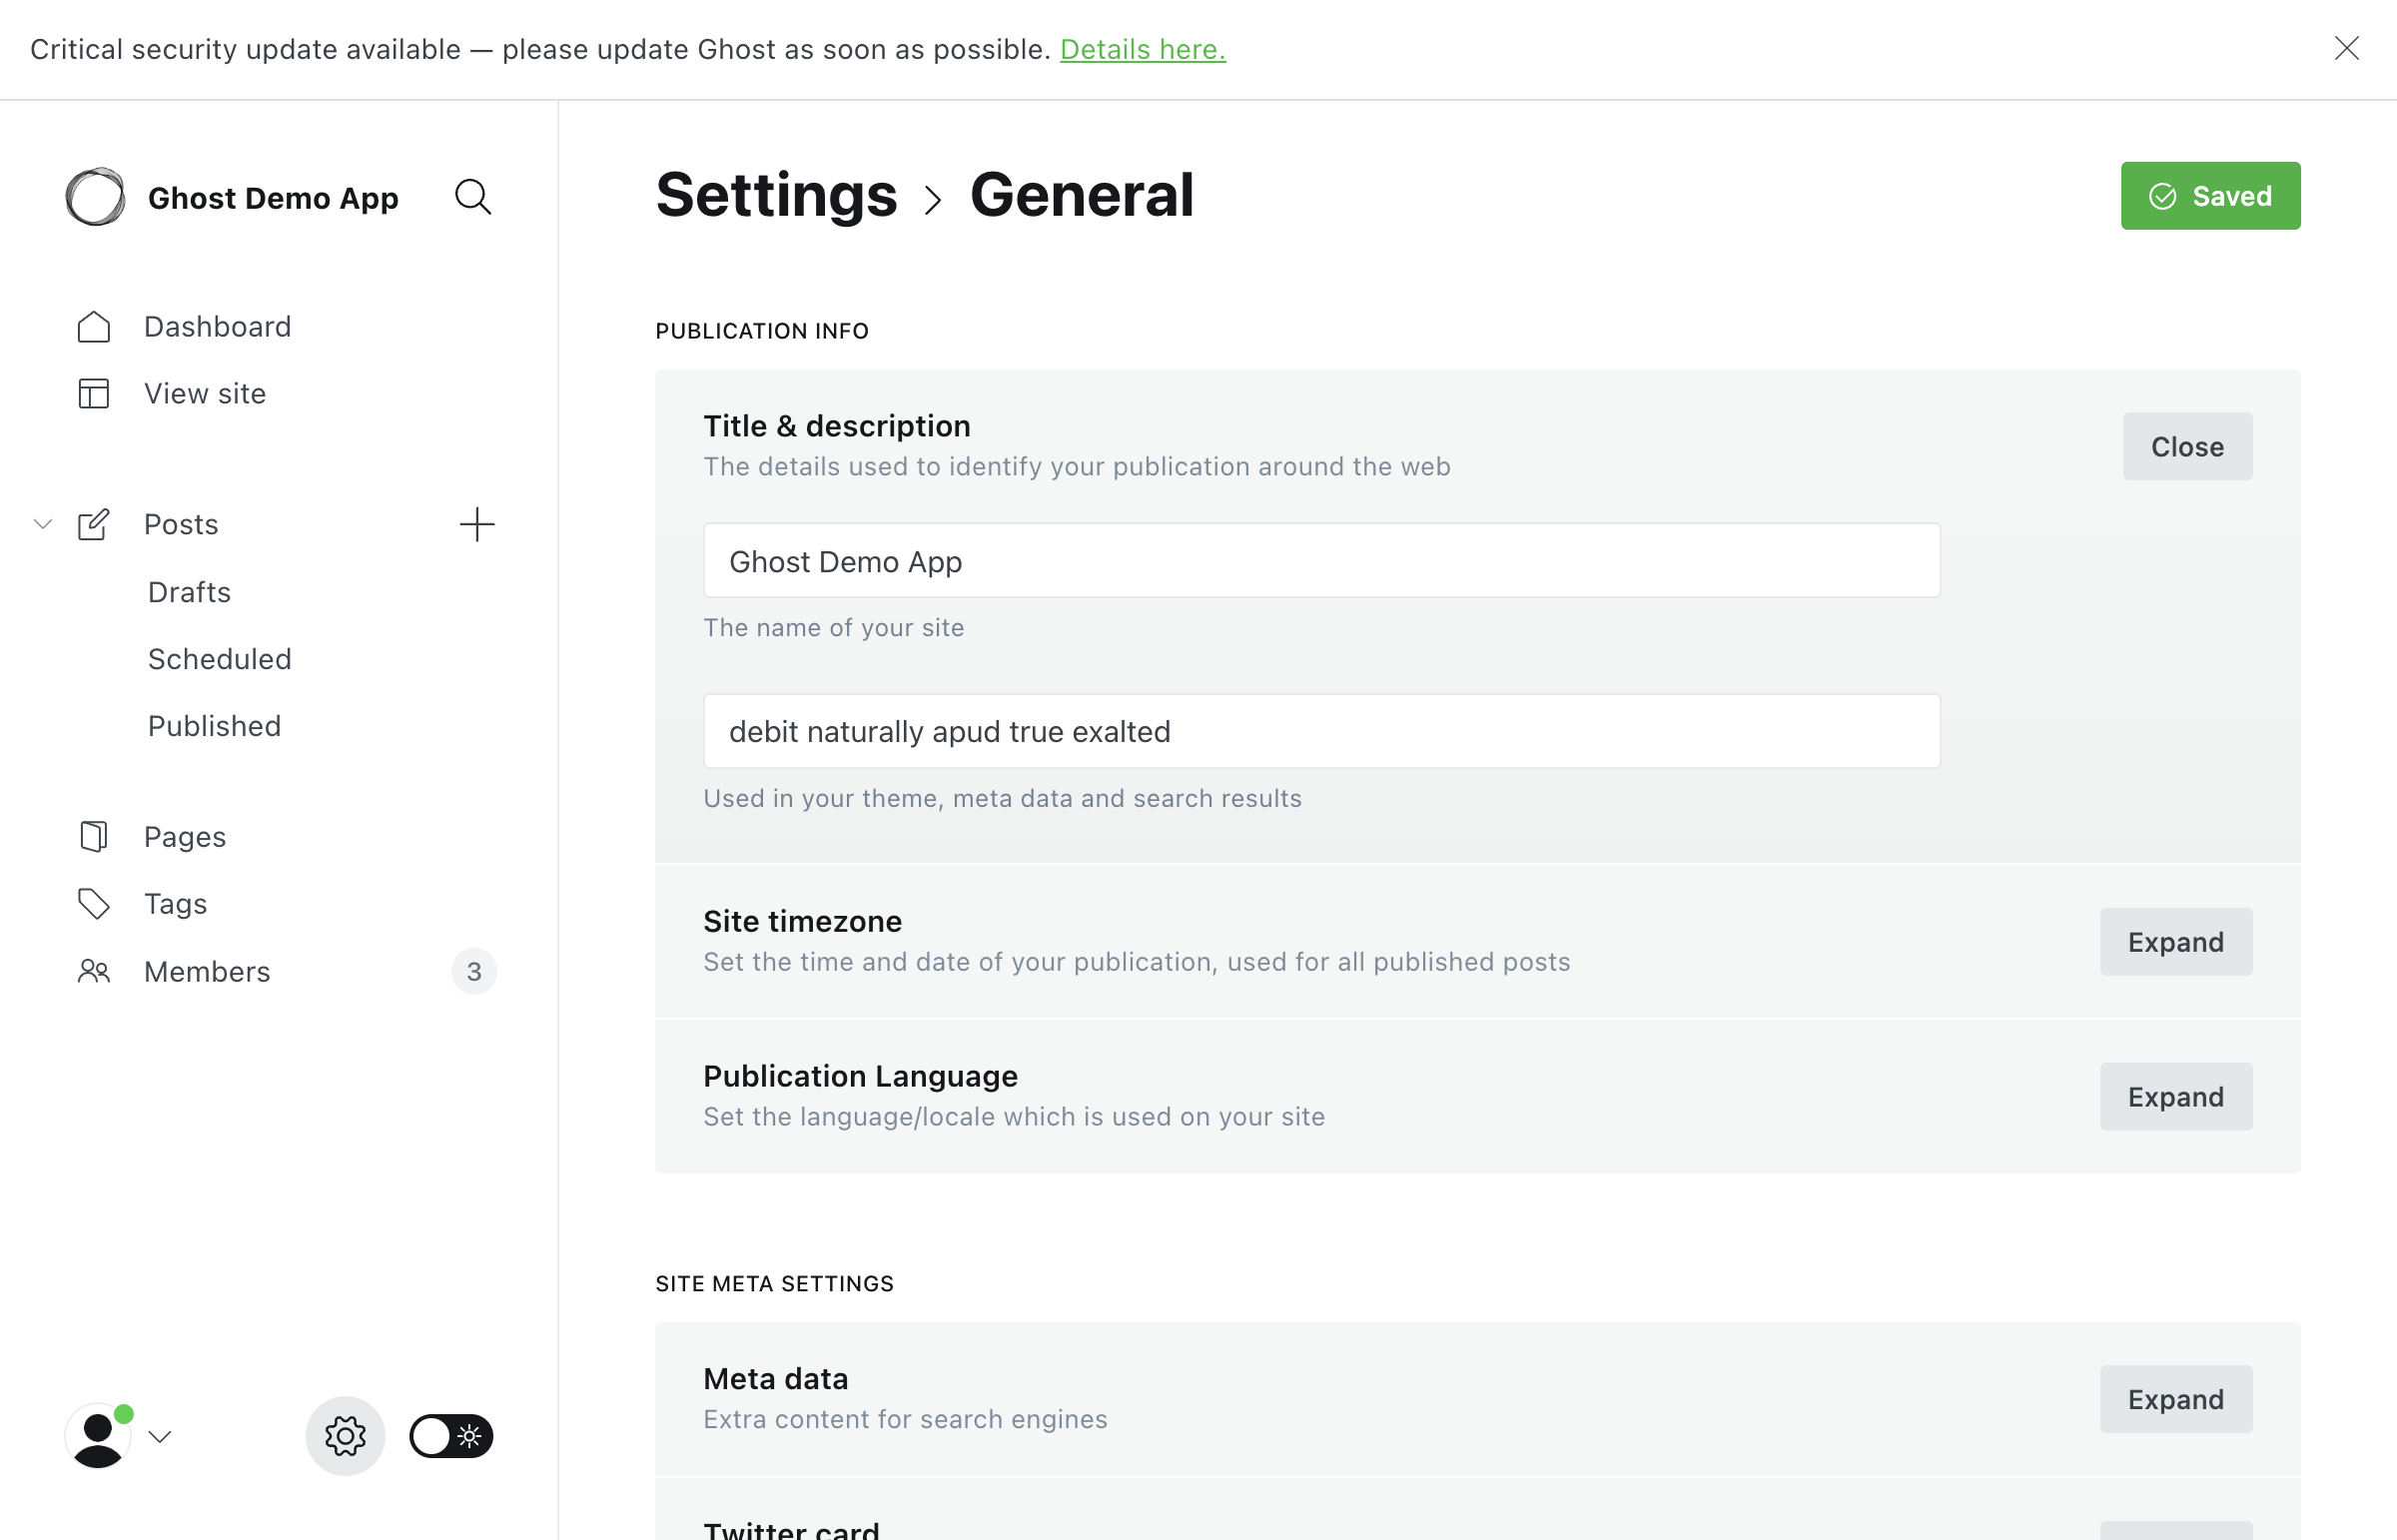 Critical security update available — please update Ghost as soon as possible. Details here.
Ghost Demo App
Dashboard
View site
Posts
Drafts
Scheduled
Published
Pages
Tags
Members 3
Settings > General
Saved
PUBLICATION INFO
Title & description
The details used to identify your publication around the web
Close
Ghost Demo App
The name of your site
debit naturally apud true exalted
Used in your theme, meta data and search results
Site timezone
Set the time and date of your publication, used for all published posts
Expand
Publication Language
Set the language/locale which is used on your site
Expand
SITE META SETTINGS
Meta data
Extra content for search engines
Expand
Twitter card